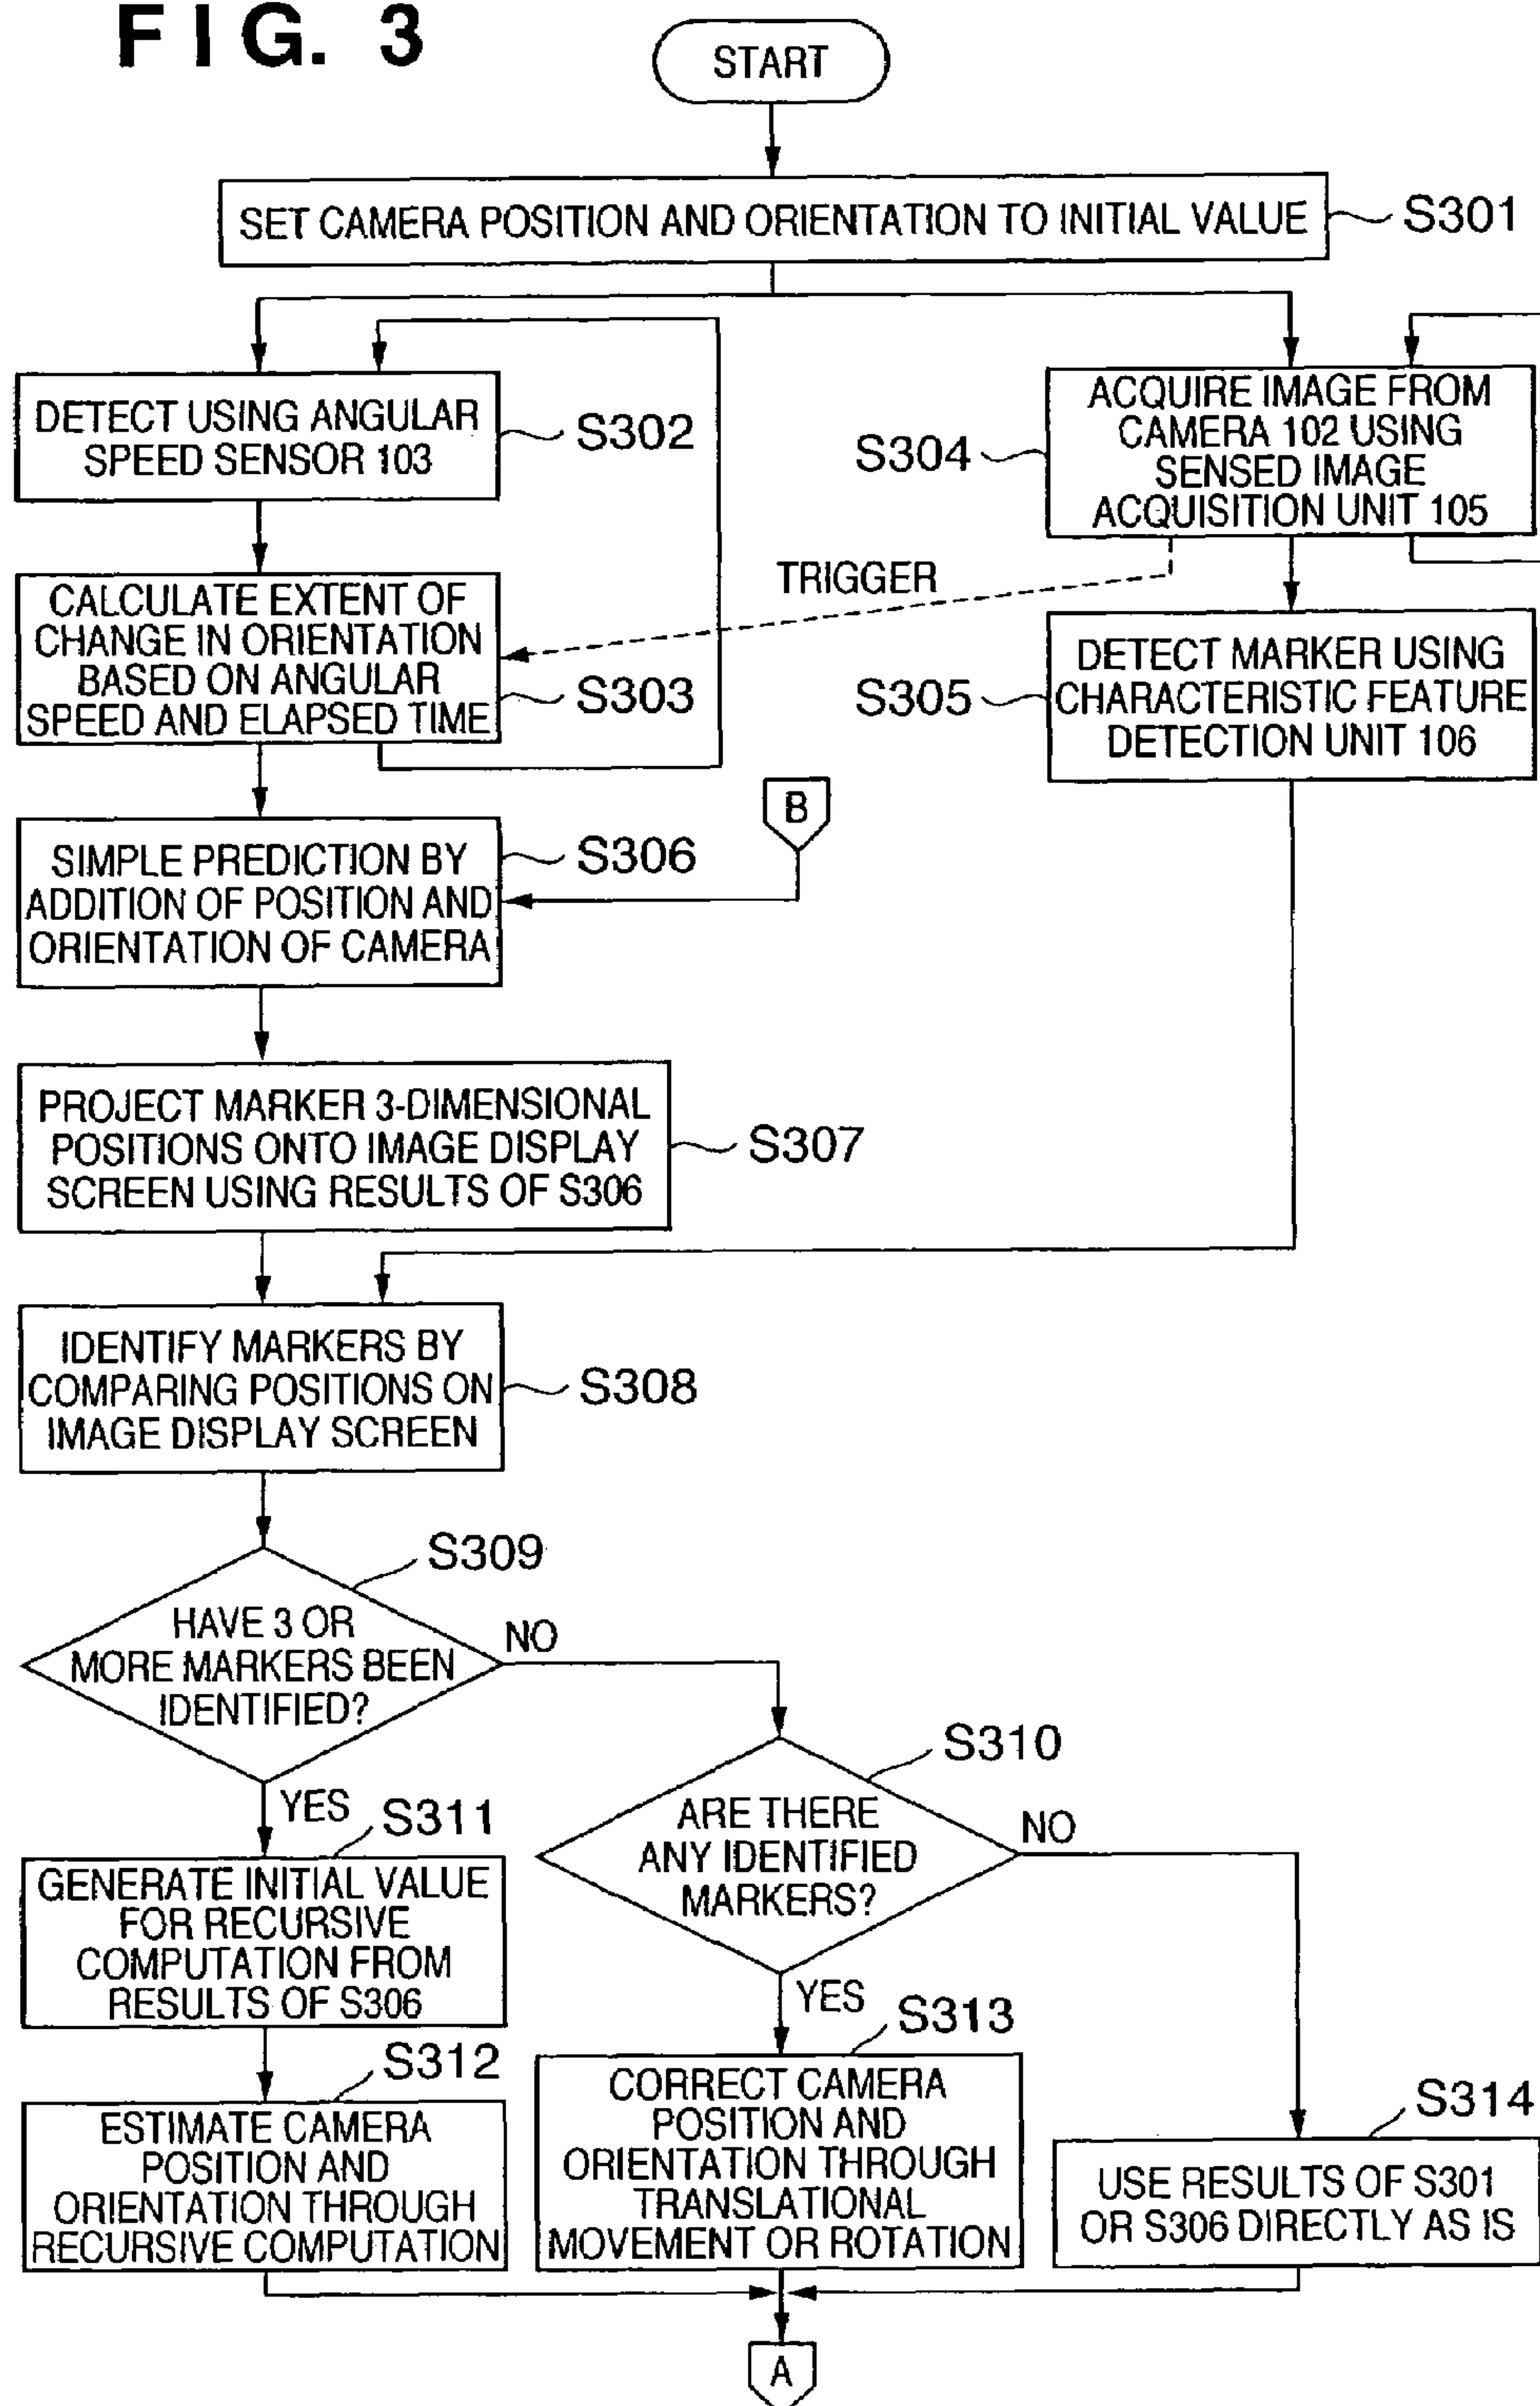 FIG. 3
START
SET CAMERA POSITION AND ORIENTATION TO INITIAL VALUE
S301
DETECT USING ANGULAR
SPEED SENSOR 103
S302
ACQUIRE IMAGE FROM
CAMERA 102 USING
SENSED IMAGE
ACQUISITION UNIT 105
S304
TRIGGER
CALCULATE EXTENT OF
CHANGE IN ORIENTATION
BASED ON ANGULAR
SPEED AND ELAPSED TIME
S303
DETECT MARKER USING
CHARACTERISTIC FEATURE
DETECTION UNIT 106
S305
B
SIMPLE PREDICTION BY
ADDITION OF POSITION AND
ORIENTATION OF CAMERA
S306
PROJECT MARKER 3-DIMENSIONAL
POSITIONS ONTO IMAGE DISPLAY
SCREEN USING RESULTS OF S306
S307
IDENTIFY MARKERS BY
COMPARING POSITIONS ON
IMAGE DISPLAY SCREEN
S308
S309
HAVE 3 OR
MORE MARKERS BEEN
IDENTIFIED?
NO
YES
S310
ARE THERE
ANY IDENTIFIED
MARKERS?
NO
YES
S311
GENERATE INITIAL VALUE
FOR RECURSIVE
COMPUTATION FROM
RESULTS OF S306
S312
ESTIMATE CAMERA
POSITION AND
ORIENTATION THROUGH
RECURSIVE COMPUTATION
S313
CORRECT CAMERA
POSITION AND
ORIENTATION THROUGH
TRANSLATIONAL
MOVEMENT OR ROTATION
S314
USE RESULTS OF S301
OR S306 DIRECTLY AS IS
A